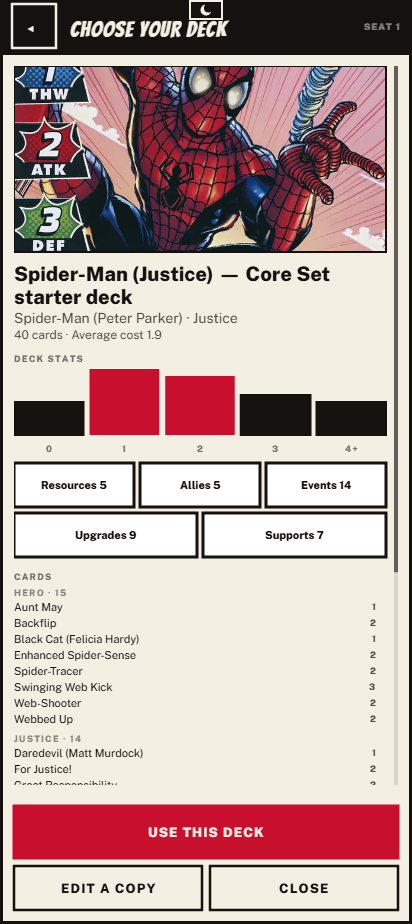 CHOOSE YOUR DECK
SEAT 1
THW
2
ATK
3
DEF
Spider-Man (Justice) — Core Set
starter deck
Spider-Man (Peter Parker) · Justice
40 cards · Average cost 1.9
DECK STATS
0 1 2 3 4+
Resources 5 Allies 5 Events 14
Upgrades 9 Supports 7
CARDS
HERO · 15
Aunt May 1
Backflip 2
Black Cat (Felicia Hardy) 1
Enhanced Spider-Sense 2
Spider-Tracer 2
Swinging Web Kick 3
Web-Shooter 2
Webbed Up 2
JUSTICE · 14
Daredevil (Matt Murdock) 1
For Justice! 2
Great Responsibility
USE THIS DECK
EDIT A COPY CLOSE